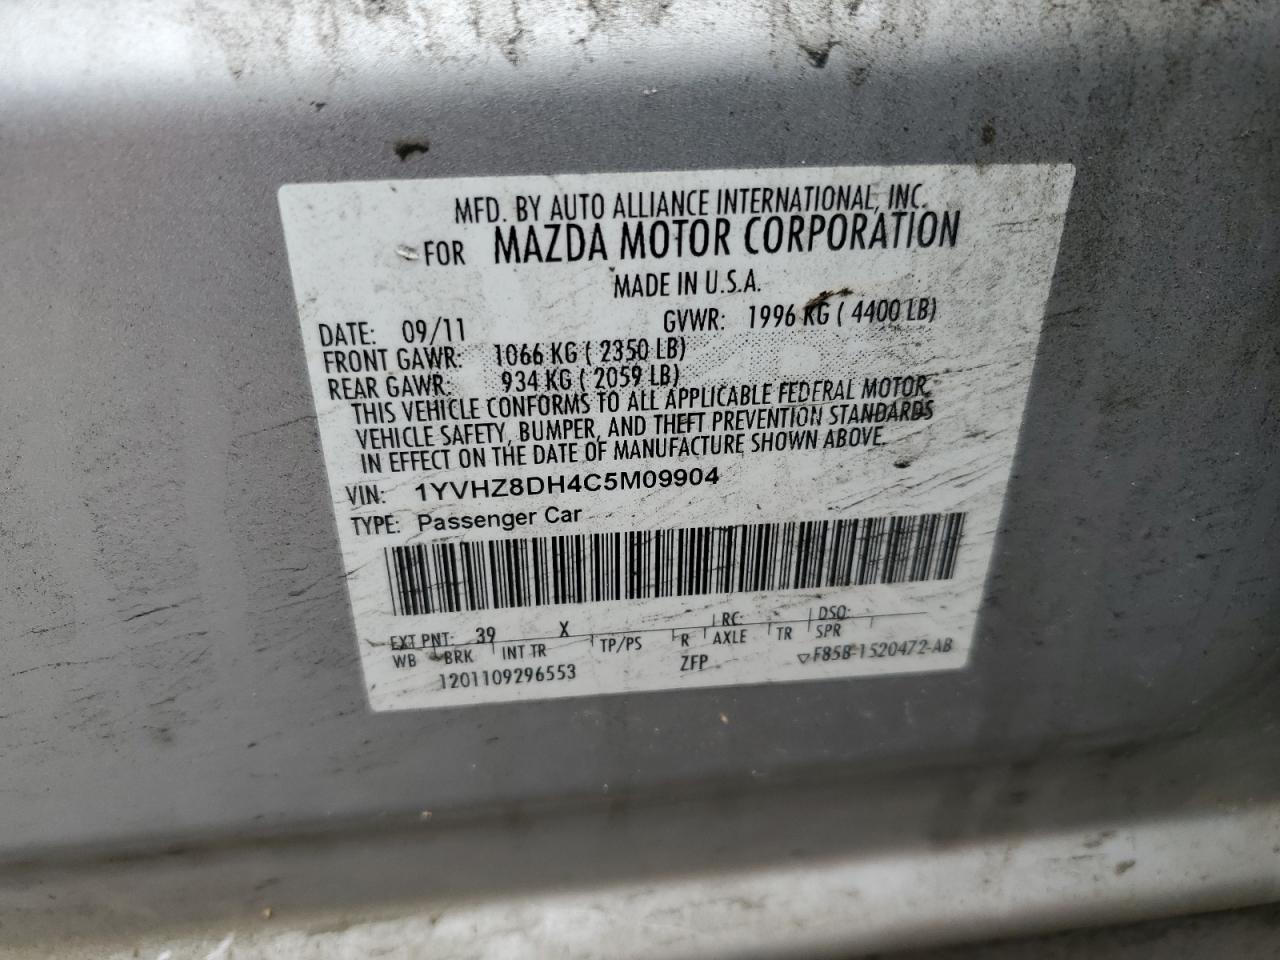 MFD. BY AUTO ALLIANCE INTERNATIONAL, INC.
FOR MAZDA MOTOR CORPORATION
MADE IN U.S.A.
DATE: 09/11 GVWR: 1996 KG ( 4400 LB)
FRONT GAWR: 1066 KG ( 2350 LB)
REAR GAWR: 934 KG ( 2059 LB)
THIS VEHICLE CONFORMS TO ALL APPLICABLE FEDERAL MOTOR
VEHICLE SAFETY, BUMPER, AND THEFT PREVENTION STANDARDS
IN EFFECT ON THE DATE OF MANUFACTURE SHOWN ABOVE.
VIN: 1YVHZ8DH4C5M09904
TYPE: Passenger Car
EXT PNT: 39 X RC: DSO:
WB BRK INT TR TP/PS R AXLE TR SPR
1201109296553 ZFP ▽F85B-1520472-AB